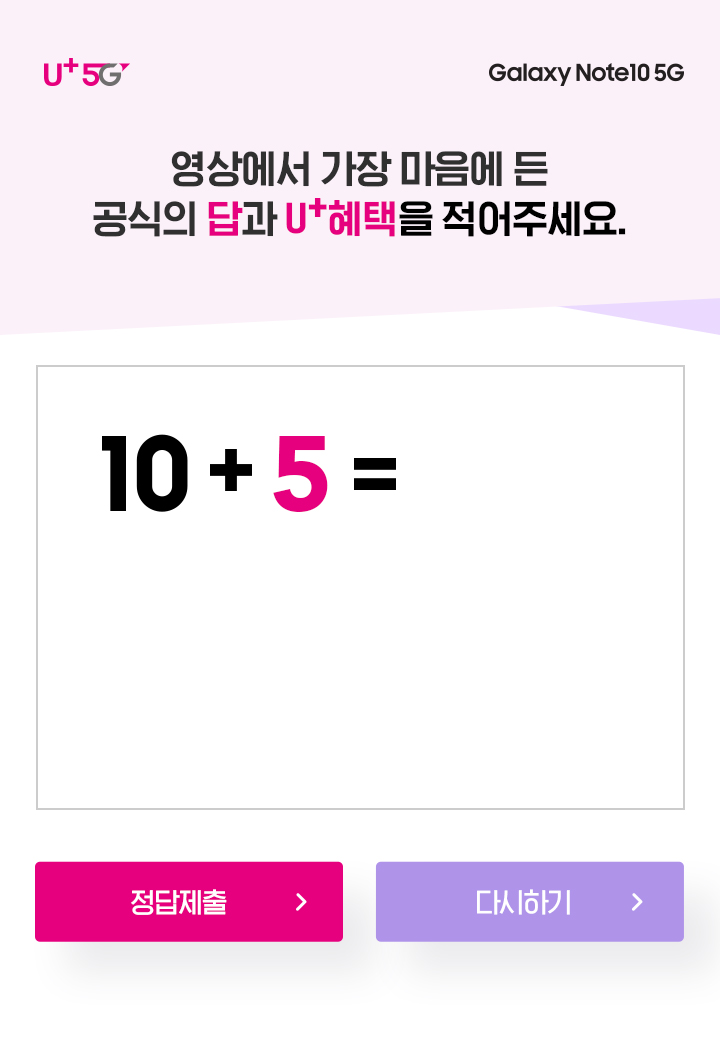 U+ 5G
Galaxy Note10 5G
영상에서 가장 마음에 든
공식의 답과 U+혜택을 적어주세요.
10 + 5 =
정답제출
다시하기